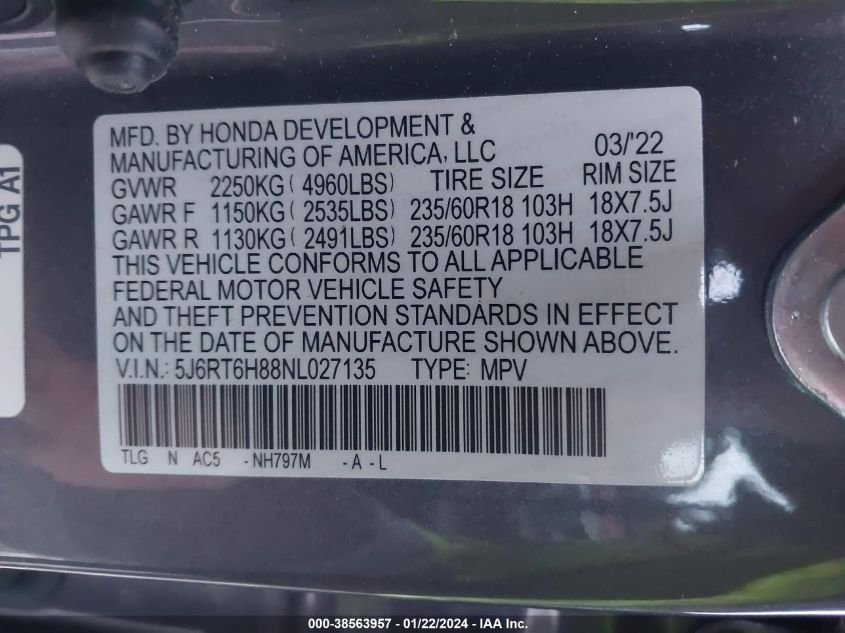 MFD. BY HONDA DEVELOPMENT &
MANUFACTURING OF AMERICA, LLC 03/'22
GVWR 2250KG ( 4960LBS) TIRE SIZE RIM SIZE
GAWR F 1150KG ( 2535LBS) 235/60R18 103H 18X7.5J
GAWR R 1130KG ( 2491LBS) 235/60R18 103H 18X7.5J
THIS VEHICLE CONFORMS TO ALL APPLICABLE
FEDERAL MOTOR VEHICLE SAFETY
AND THEFT PREVENTION STANDARDS IN EFFECT
ON THE DATE OF MANUFACTURE SHOWN ABOVE.
V.I.N.: 5J6RT6H88NL027135 TYPE: MPV
TLG N AC5 -NH797M -A -L
TPG A1
000-38563957 - 01/22/2024 - IAA Inc.